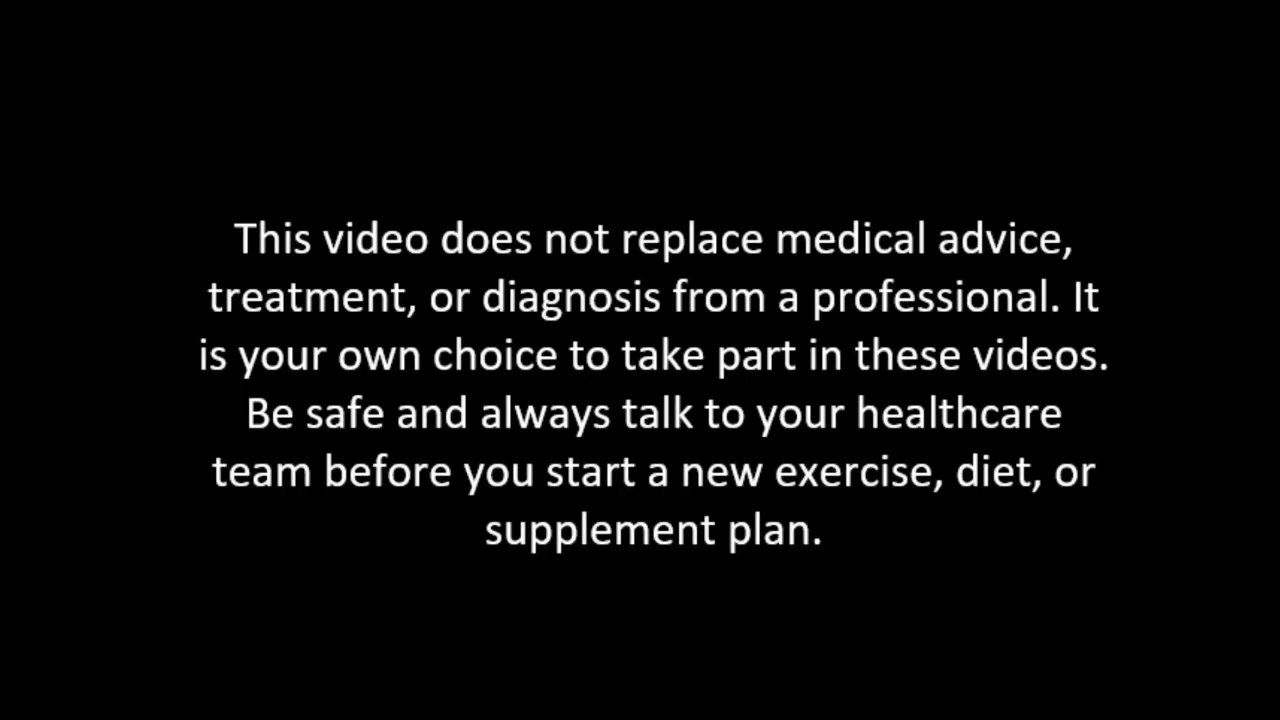 This video does not replace medical advice,
treatment, or diagnosis from a professional. It
is your own choice to take part in these videos.
Be safe and always talk to your healthcare
team before you start a new exercise, diet, or
supplement plan.